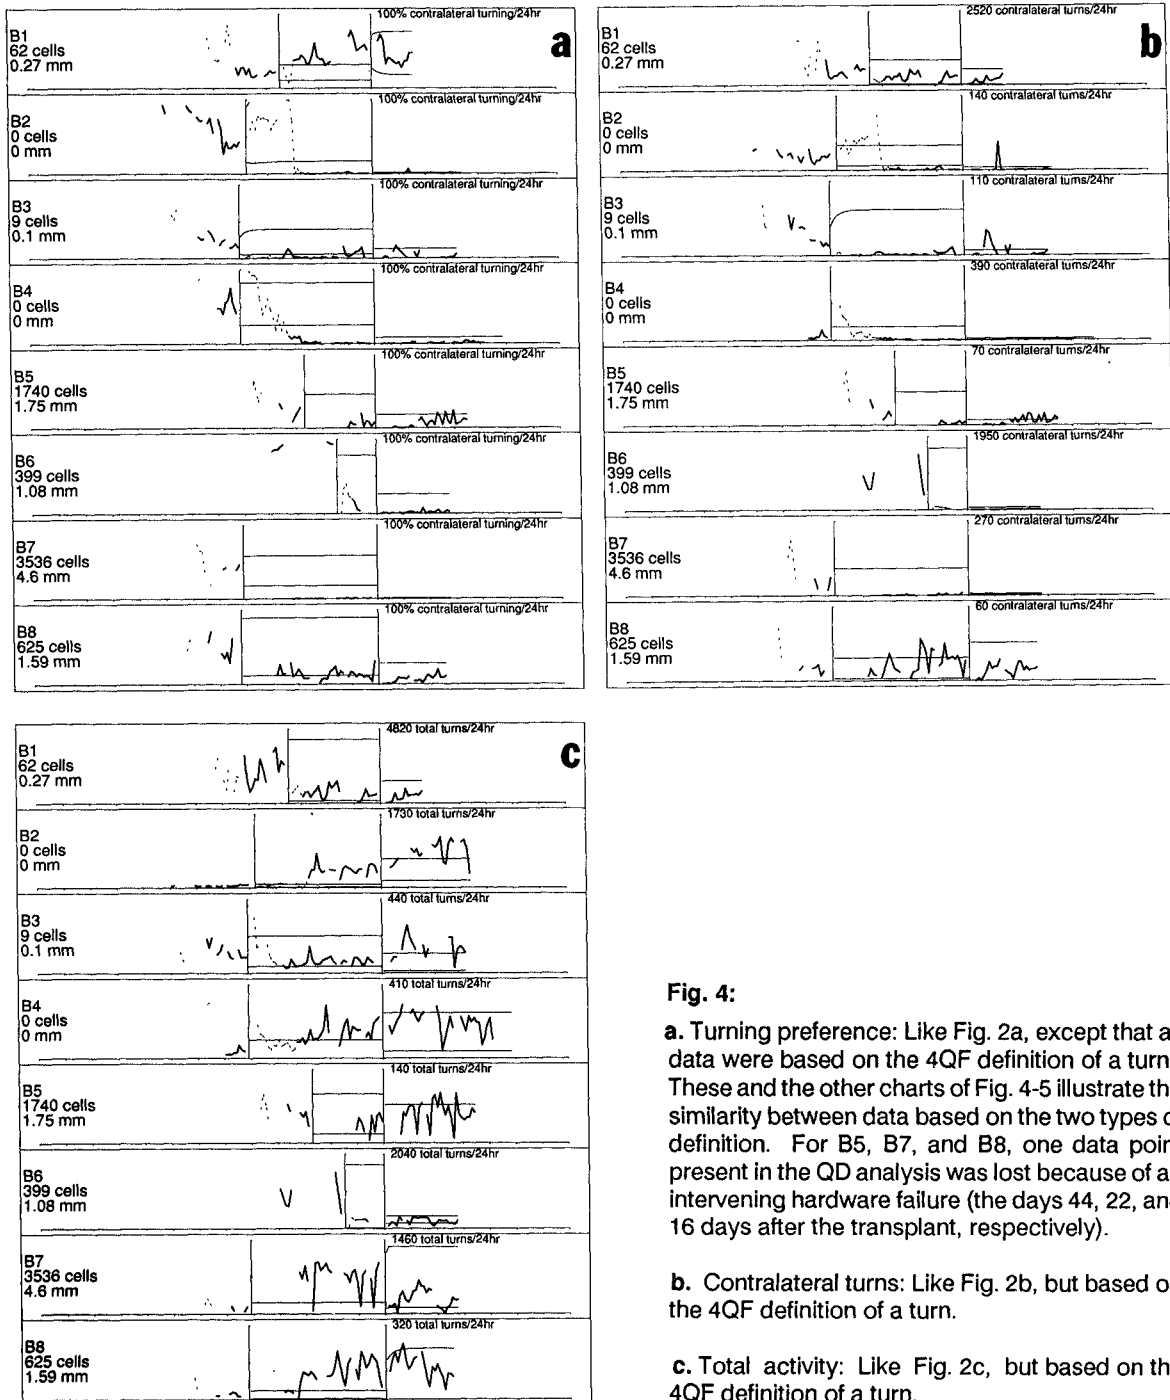 100% contralateral turning/24hr
B1
62 cells
0.27 mm
a
100% contralateral turning/24hr
B2
0 cells
0 mm
100% contralateral turning/24hr
B3
9 cells
0.1 mm
100% contralateral turning/24hr
B4
0 cells
0 mm
100% contralateral turning/24hr
B5
1740 cells
1.75 mm
100% contralateral turning/24hr
B6
399 cells
1.08 mm
100% contralateral turning/24hr
B7
3536 cells
4.6 mm
100% contralateral turning/24hr
B8
625 cells
1.59 mm
2520 contralateral turns/24hr
B1
62 cells
0.27 mm
b
140 contralateral turns/24hr
B2
0 cells
0 mm
110 contralateral turns/24hr
B3
9 cells
0.1 mm
390 contralateral turns/24hr
B4
0 cells
0 mm
70 contralateral turns/24hr
B5
1740 cells
1.75 mm
1950 contralateral turns/24hr
B6
399 cells
1.08 mm
270 contralateral turns/24hr
B7
3536 cells
4.6 mm
60 contralateral turns/24hr
B8
625 cells
1.59 mm
4820 total turns/24hr
B1
62 cells
0.27 mm
c
1730 total turns/24hr
B2
0 cells
0 mm
440 total turns/24hr
B3
9 cells
0.1 mm
410 total turns/24hr
B4
0 cells
0 mm
140 total turns/24hr
B5
1740 cells
1.75 mm
2040 total turns/24hr
B6
399 cells
1.08 mm
1460 total turns/24hr
B7
3536 cells
4.6 mm
320 total turns/24hr
B8
625 cells
1.59 mm
Fig. 4:
a. Turning preference: Like Fig. 2a, except that a
data were based on the 4QF definition of a turn
These and the other charts of Fig. 4-5 illustrate th
similarity between data based on the two types o
definition. For B5, B7, and B8, one data poin
present in the QD analysis was lost because of a
intervening hardware failure (the days 44, 22, an
16 days after the transplant, respectively).
b. Contralateral turns: Like Fig. 2b, but based o
the 4QF definition of a turn.
c. Total activity: Like Fig. 2c, but based on th
4QF definition of a turn.